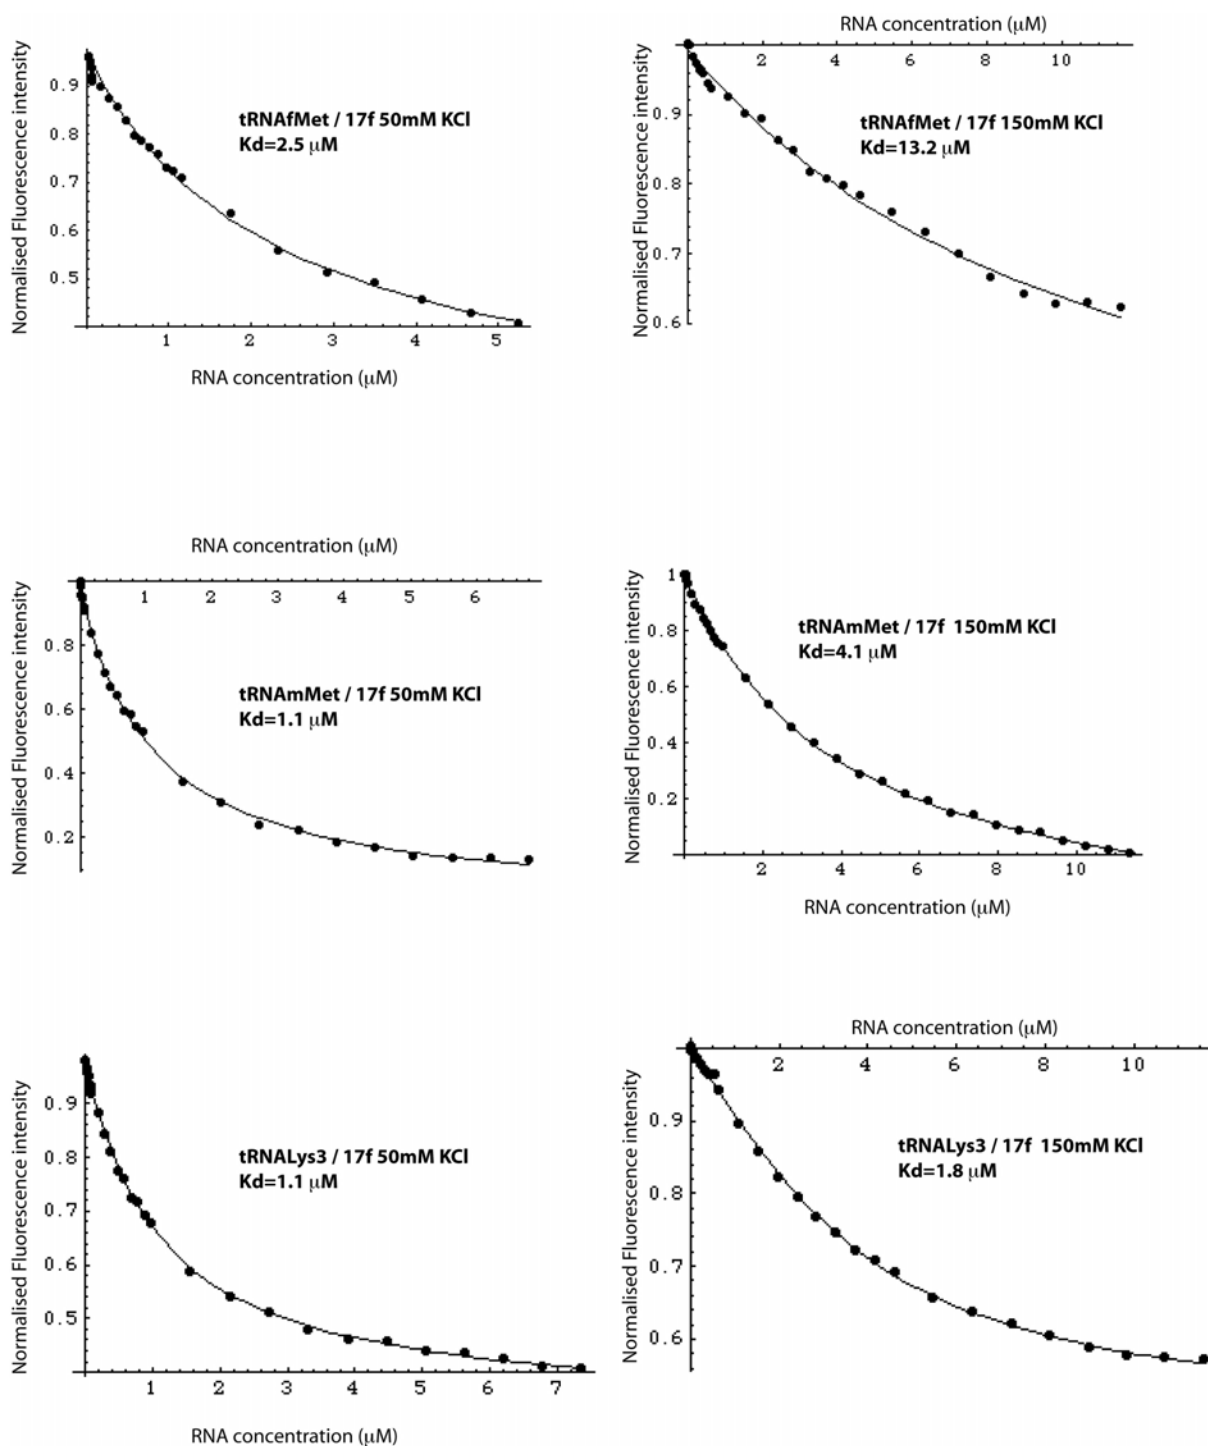 Normalised Fluorescence intensity
0.9
0.8
0.7
0.6
0.5
tRNAfMet / 17f 50mM KCl
Kd=2.5 μM
1 2 3 4 5
RNA concentration (μM)
RNA concentration (μM)
2 4 6 8 10
Normalised Fluorescence intensity
0.9
0.8
0.7
0.6
tRNAfMet / 17f 150mM KCl
Kd=13.2 μM
RNA concentration (μM)
1 2 3 4 5 6
Normalised Fluorescence intensity
0.8
0.6
0.4
0.2
tRNAmMet / 17f 50mM KCl
Kd=1.1 μM
Normalised Fluorescence intensity
1
0.8
0.6
0.4
0.2
tRNAmMet / 17f 150mM KCl
Kd=4.1 μM
2 4 6 8 10
RNA concentration (μM)
Normalised Fluorescence intensity
0.9
0.8
0.7
0.6
0.5
tRNALys3 / 17f 50mM KCl
Kd=1.1 μM
1 2 3 4 5 6 7
RNA concentration (μM)
RNA concentration (μM)
2 4 6 8 10
Normalised Fluorescence intensity
0.9
0.8
0.7
0.6
tRNALys3 / 17f 150mM KCl
Kd=1.8 μM